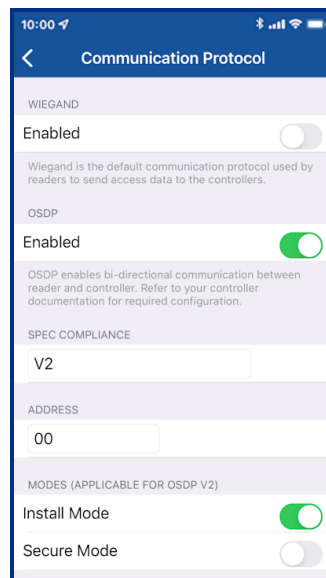 10:00
Communication Protocol
WIEGAND
Enabled
Wiegand is the default communication protocol used by
readers to send access data to the controllers.
OSDP
Enabled
OSDP enables bi-directional communication between
reader and controller. Refer to your controller
documentation for required configuration.
SPEC COMPLIANCE
V2
ADDRESS
00
MODES (APPLICABLE FOR OSDP V2)
Install Mode
Secure Mode